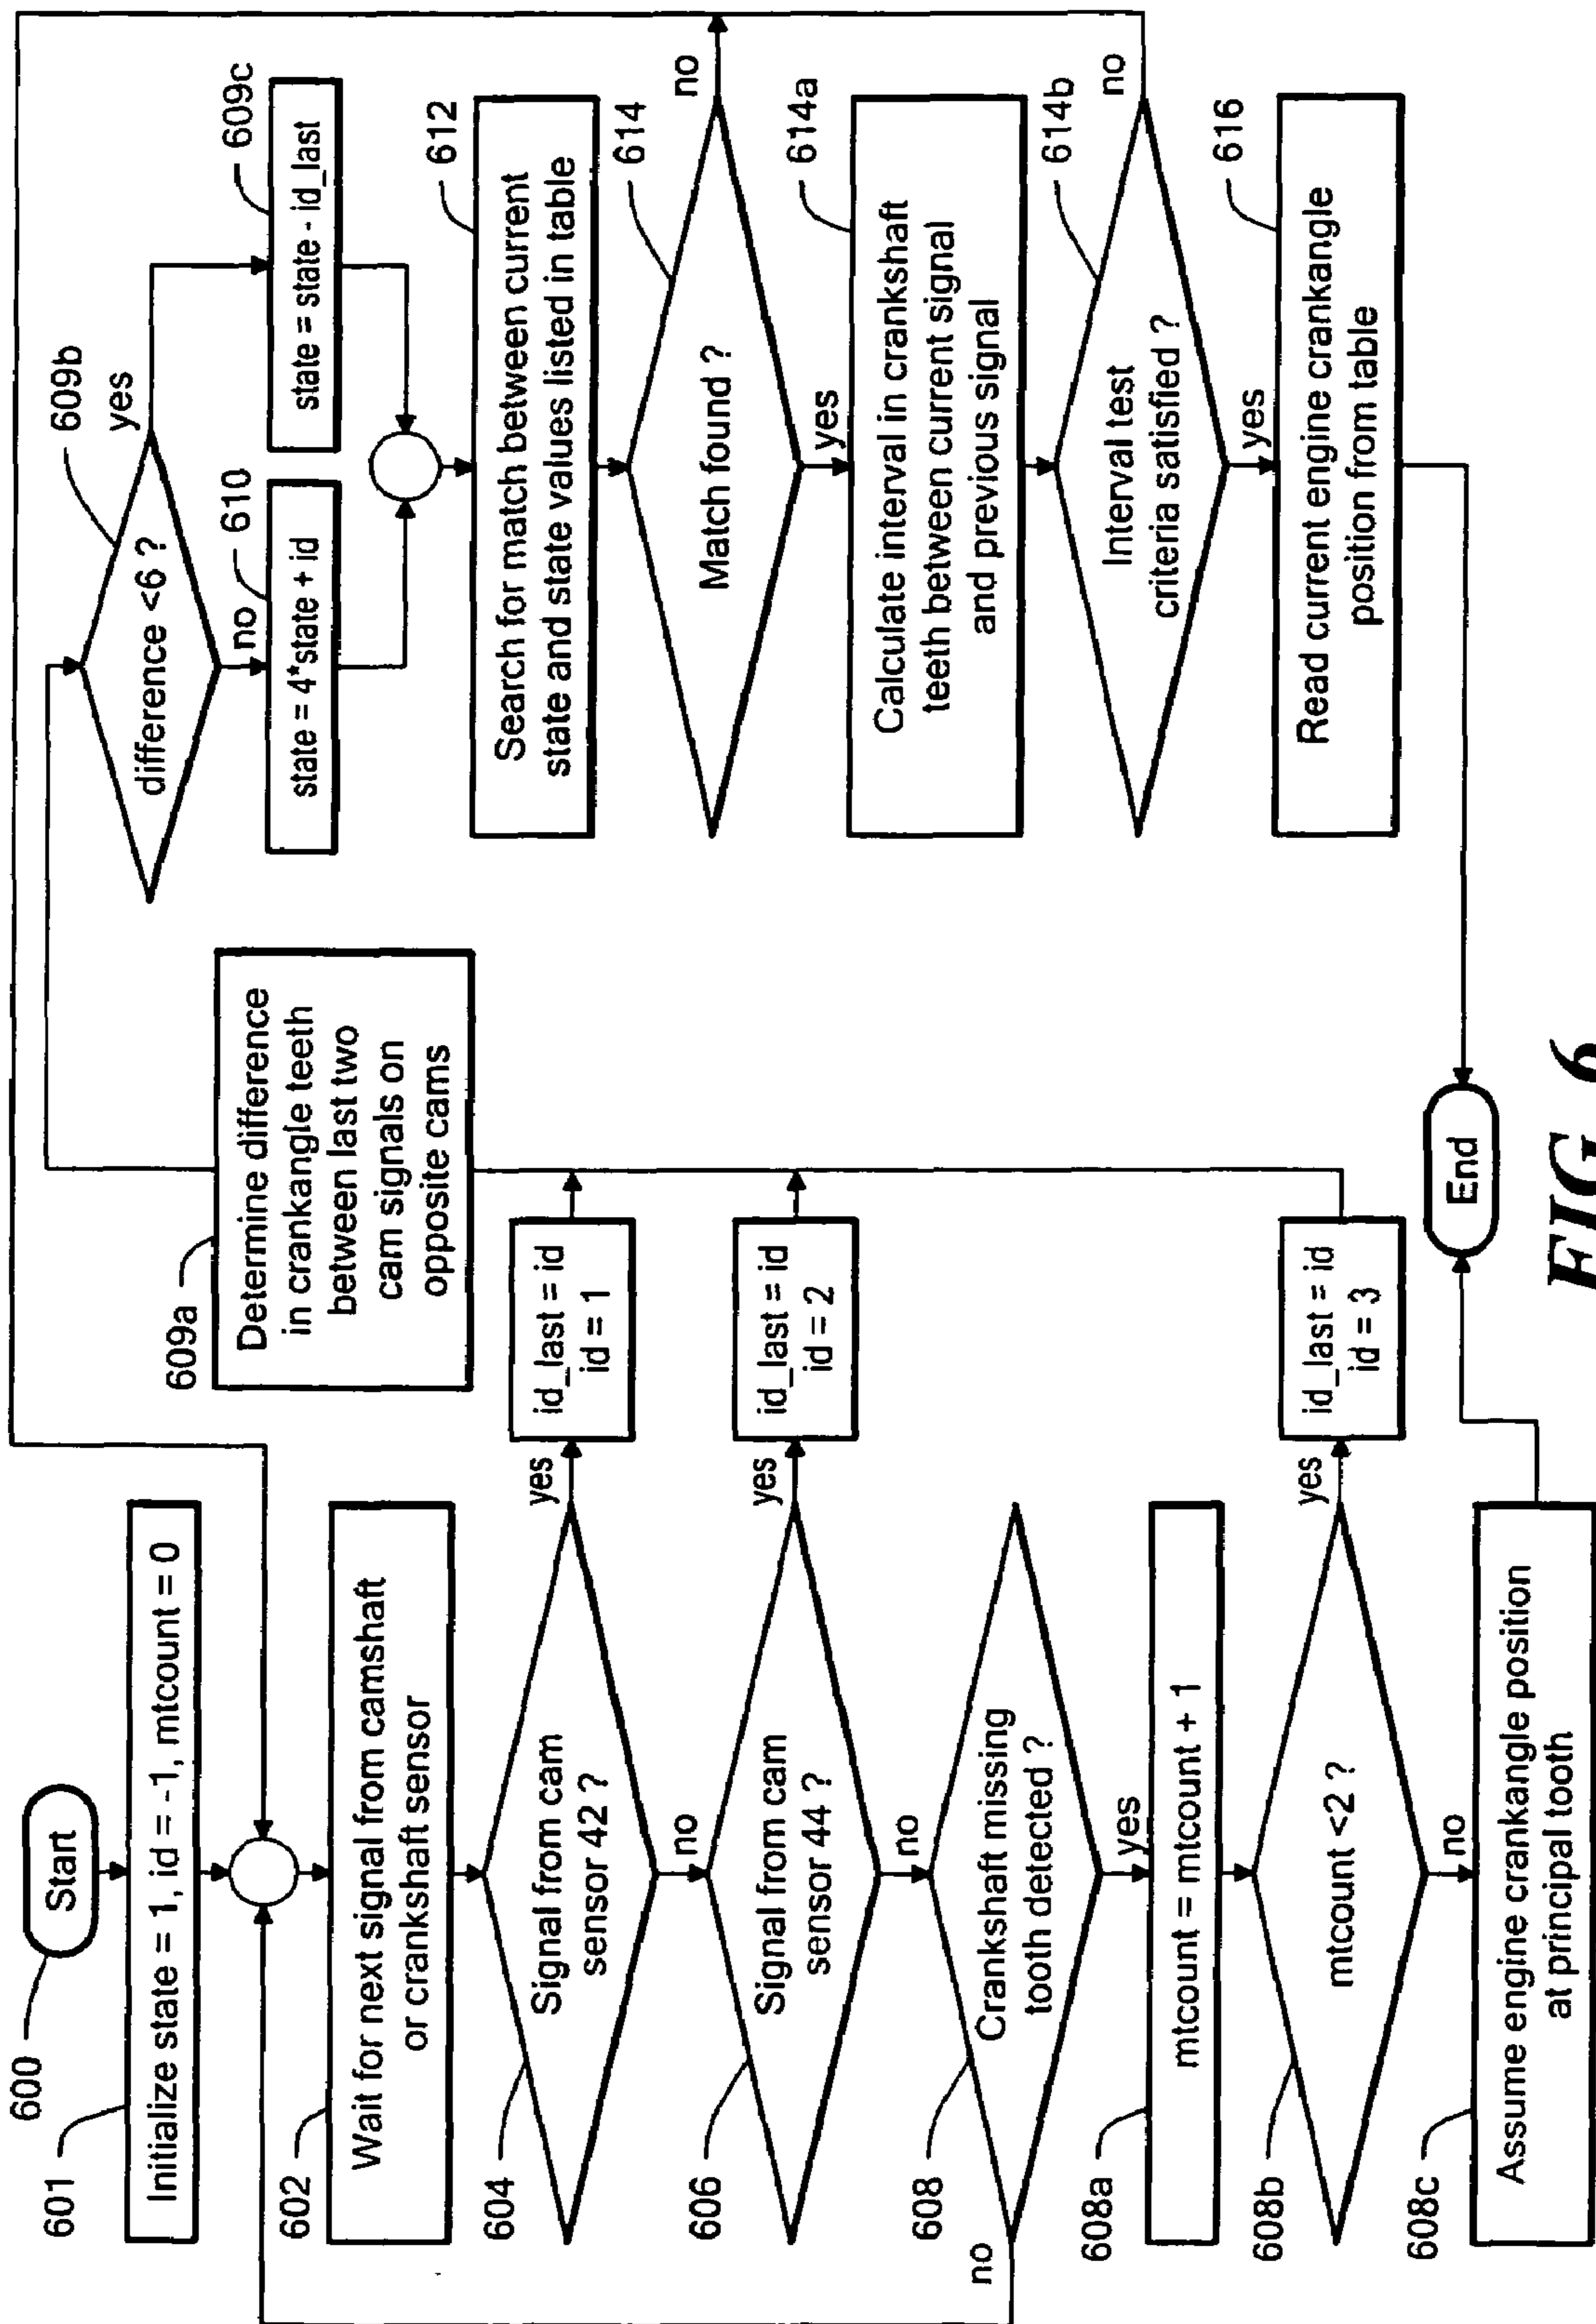 600
Start
601
Initialize state = 1, id = -1, mtcount = 0
602
Wait for next signal from camshaft
or crankshaft sensor
604
Signal from cam
sensor 42 ?
yes
no
id_last = id
id = 1
606
Signal from cam
sensor 44 ?
yes
no
id_last = id
id = 2
608
Crankshaft missing
tooth detected ?
no
yes
608a
mtcount = mtcount + 1
608b
mtcount <2 ?
yes
no
id_last = id
id = 3
608c
Assume engine crankangle position
at principal tooth
609a
Determine difference
in crankangle teeth
between last two
cam signals on
opposite cams
End
609b
difference <6 ?
yes
no
610
state = 4*state + id
609c
state = state - id_last
612
Search for match between current
state and state values listed in table
614
Match found ?
no
yes
614a
Calculate interval in crankshaft
teeth between current signal
and previous signal
614b
Interval test
criteria satisfied ?
no
yes
616
Read current engine crankangle
position from table
FIG. 6